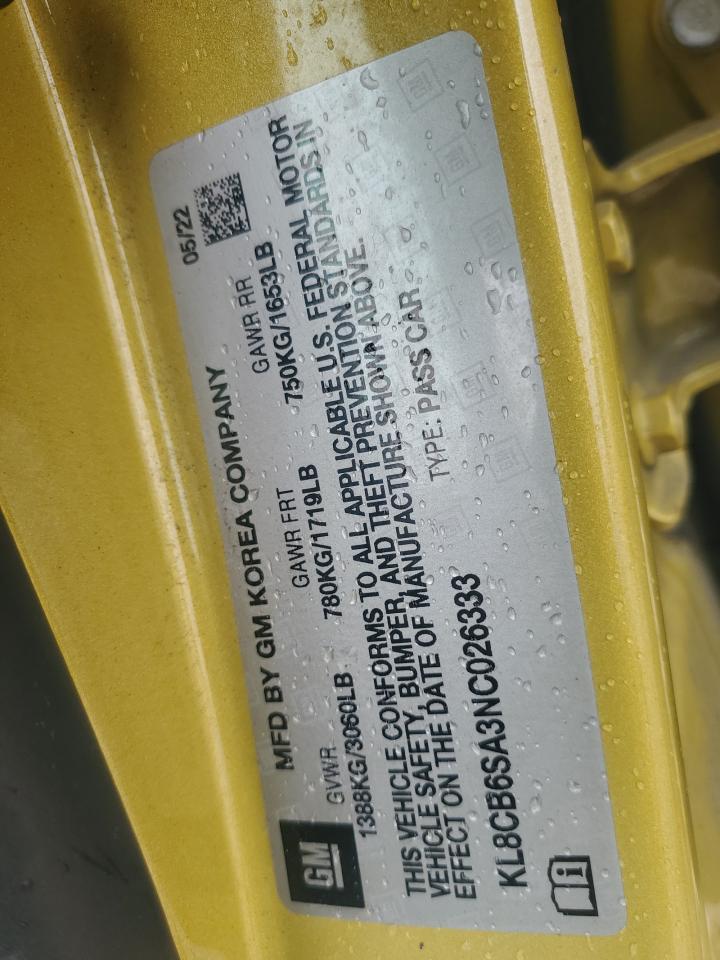 GM
MFD BY GM KOREA COMPANY
05/22
GVWR
GAWR FRT
GAWR RR
1388KG/3060LB
780KG/1719LB
750KG/1653LB
THIS VEHICLE CONFORMS TO ALL APPLICABLE U.S. FEDERAL MOTOR
VEHICLE SAFETY, BUMPER, AND THEFT PREVENTION STANDARDS IN
EFFECT ON THE DATE OF MANUFACTURE SHOWN ABOVE.
KL8CB6SA3NC026333
TYPE: PASS CAR